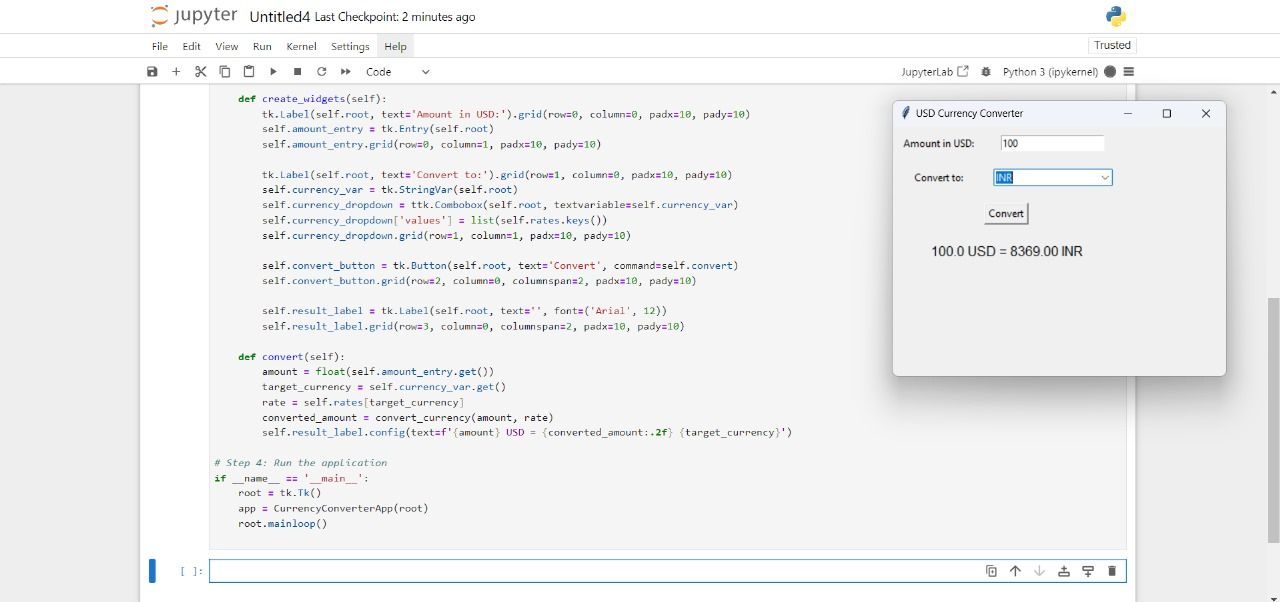 jupyter Untitled4 Last Checkpoint: 2 minutes ago
File Edit View Run Kernel Settings Help
Trusted
Code
JupyterLab
Python 3 (ipykernel)
def create_widgets(self):
tk.Label(self.root, text='Amount in USD:').grid(row=0, column=0, padx=10, pady=10)
self.amount_entry = tk.Entry(self.root)
self.amount_entry.grid(row=0, column=1, padx=10, pady=10)
tk.Label(self.root, text='Convert to:').grid(row=1, column=0, padx=10, pady=10)
self.currency_var = tk.StringVar(self.root)
self.currency_dropdown = ttk.Combobox(self.root, textvariable=self.currency_var)
self.currency_dropdown['values'] = list(self.rates.keys())
self.currency_dropdown.grid(row=1, column=1, padx=10, pady=10)
self.convert_button = tk.Button(self.root, text='Convert', command=self.convert)
self.convert_button.grid(row=2, column=0, columnspan=2, padx=10, pady=10)
self.result_label = tk.Label(self.root, text='', font=('Arial', 12))
self.result_label.grid(row=3, column=0, columnspan=2, padx=10, pady=10)
def convert(self):
amount = float(self.amount_entry.get())
target_currency = self.currency_var.get()
rate = self.rates[target_currency]
converted_amount = convert_currency(amount, rate)
self.result_label.config(text=f'{amount} USD = {converted_amount:.2f} {target_currency}')
# Step 4: Run the application
if __name__ == '__main__':
root = tk.Tk()
app = CurrencyConverterApp(root)
root.mainloop()
[ ]:
USD Currency Converter
Amount in USD: 100
Convert to: INR
Convert
100.0 USD = 8369.00 INR